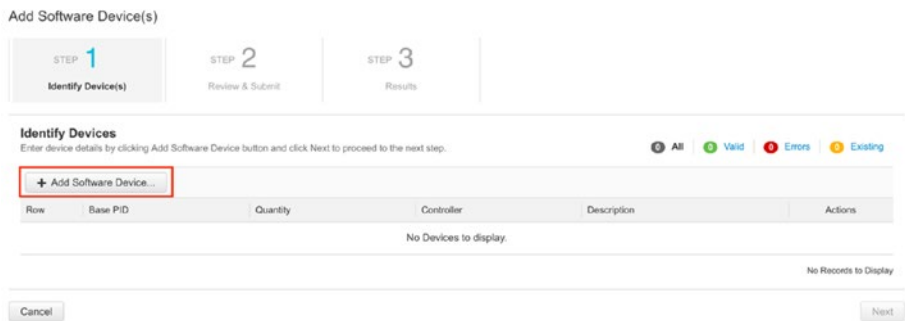 Add Software Device(s)
STEP 1 STEP 2 STEP 3
Identify Device(s) Review & Submit Results
Identify Devices
Enter device details by clicking Add Software Device button and click Next to proceed to the next step.
0 All 0 Valid 0 Errors 0 Existing
+ Add Software Device...
Row Base PID Quantity Controller Description Actions
No Devices to display.
No Records to Display
Cancel Next